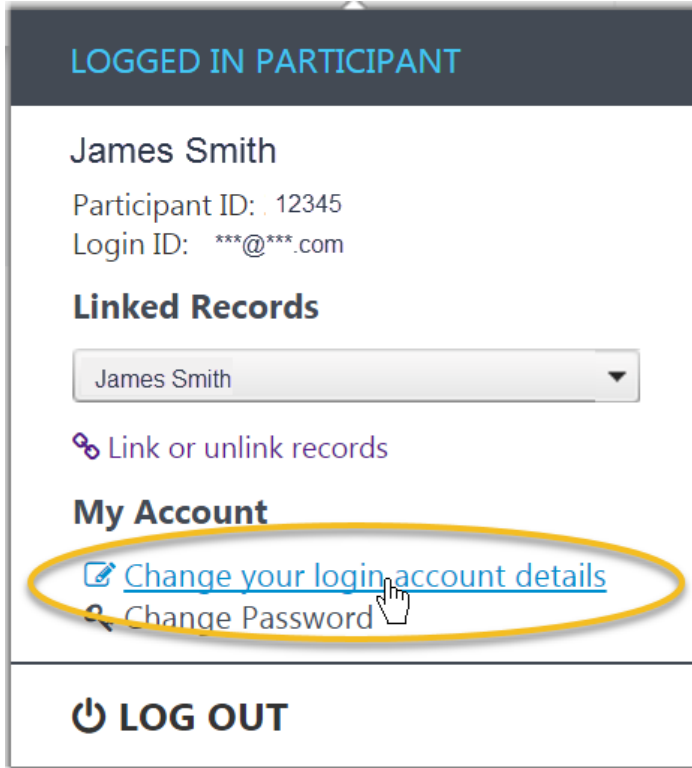 LOGGED IN PARTICIPANT
James Smith
Participant ID: 12345
Login ID: ***@***.com
Linked Records
James Smith
Link or unlink records
My Account
Change your login account details
Change Password
LOG OUT